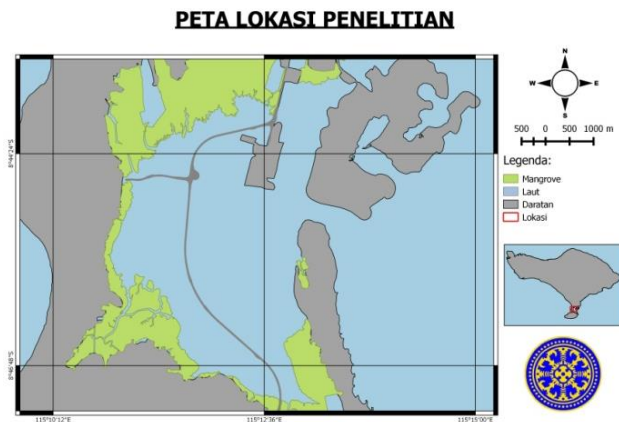 PETA LOKASI PENELITIAN
N
W E
S
500 0 500 1000 m
Legenda:
Mangrove
Laut
Daratan
Lokasi
8°44'24"S
8°46'48"S
115°10'12"E
115°12'36"E
115°15'00"E